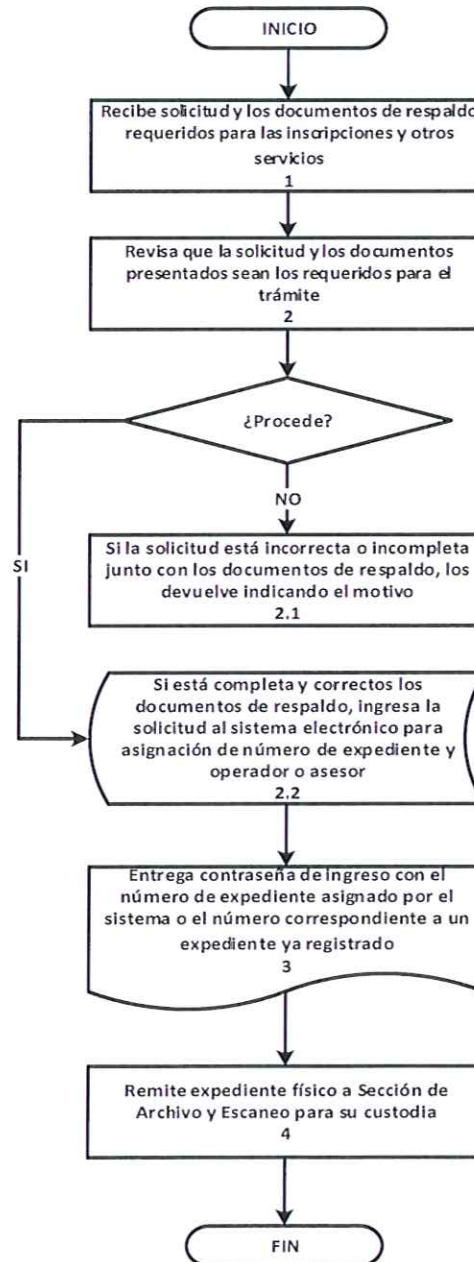 INICIO
Recibe solicitud y los documentos de respaldo
requeridos para las inscripciones y otros
servicios
1
Revisa que la solicitud y los documentos
presentados sean los requeridos para el
trámite
2
¿Procede?
NO
SI
Si la solicitud está incorrecta o incompleta
junto con los documentos de respaldo, los
devuelve indicando el motivo
2.1
Si está completa y correctos los
documentos de respaldo, ingresa la
solicitud al sistema electrónico para
asignación de número de expediente y
operador o asesor
2.2
Entrega contraseña de ingreso con el
número de expediente asignado por el
sistema o el número correspondiente a un
expediente ya registrado
3
Remite expediente físico a Sección de
Archivo y Escaneo para su custodia
4
FIN